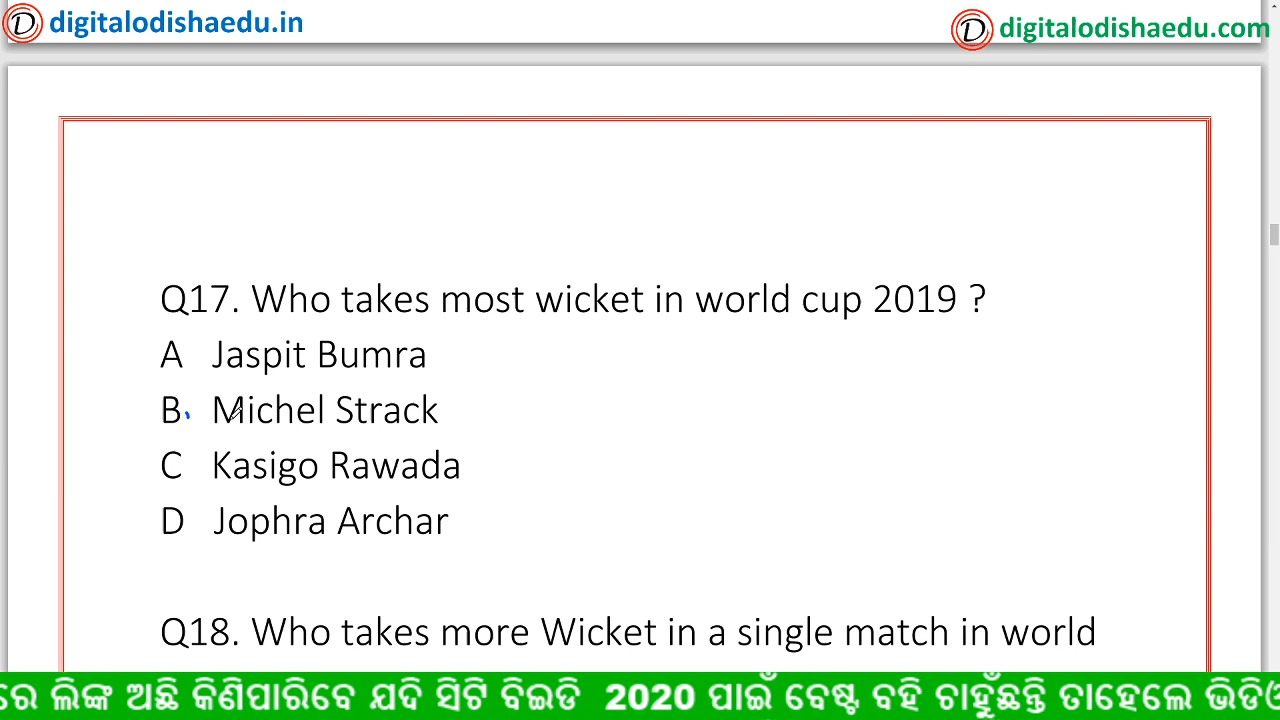 digitalodishaedu.in
digitalodishaedu.com
Q17. Who takes most wicket in world cup 2019 ?
A Jaspit Bumra
B Michel Strack
C Kasigo Rawada
D Jophra Archar
Q18. Who takes more Wicket in a single match in world
ରେ ଲିଙ୍କ ଅଛି କିଣିପାରିବେ ଯଦି ସିଟି ବିଇଡି 2020 ପାଇଁ ବେଷ୍ଟ ବହି ଚାହୁଁଛନ୍ତି ତାହେଲେ ଭିଡିଓ